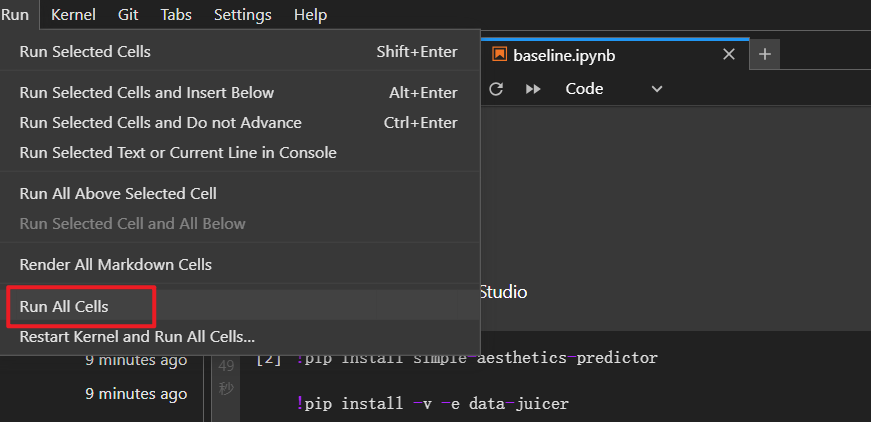 Run Kernel Git Tabs Settings Help
Run Selected Cells Shift+Enter
Run Selected Cells and Insert Below Alt+Enter
Run Selected Cells and Do not Advance Ctrl+Enter
Run Selected Text or Current Line in Console
Run All Above Selected Cell
Run Selected Cell and All Below
Render All Markdown Cells
Run All Cells
Restart Kernel and Run All Cells...
9 minutes ago
9 minutes ago
baseline.ipynb
Code
Studio
49
秒
[2] !pip install simple-aesthetics-predictor
!pip install -v -e data-juicer